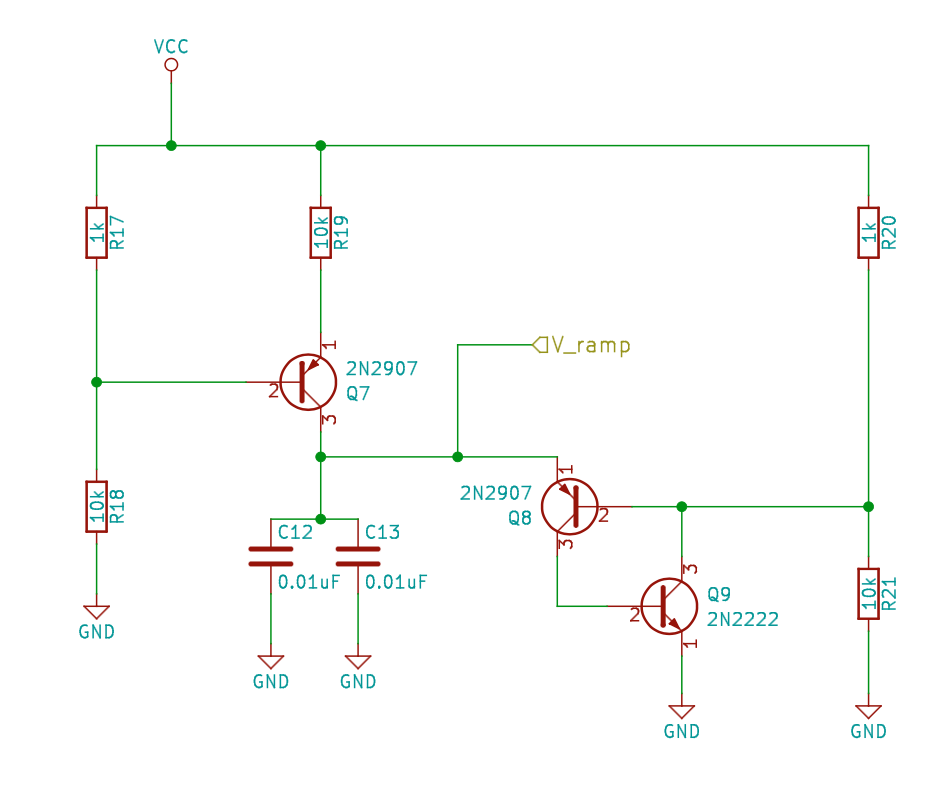 VCC
1k
R17
10k
R19
1k
R20
V_ramp
1
2N2907
2
Q7
3
1
2N2907
10k
R18
Q8
2
3
C12
C13
3
0.01uF
0.01uF
Q9
10k
R21
2
2N2222
GND
1
GND
GND
GND
GND